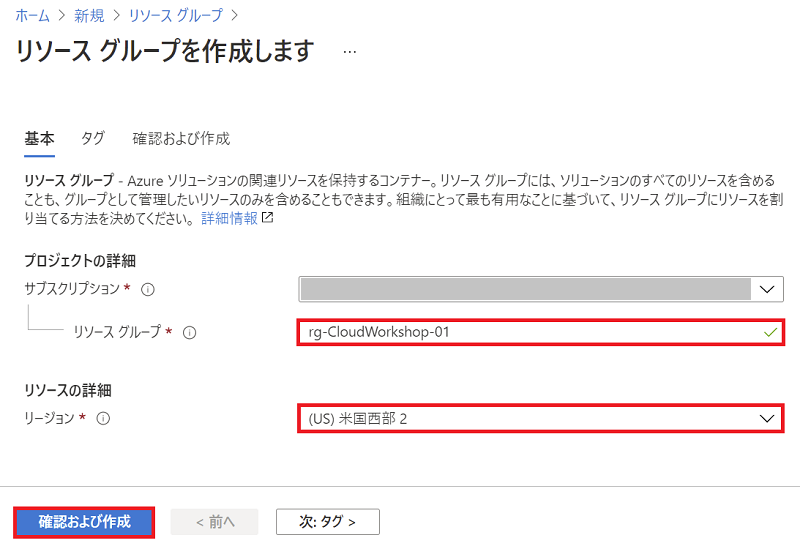 ホーム > 新規 > リソース グループ >
リソース グループを作成します ...
基本 タグ 確認および作成
リソース グループ - Azure ソリューションの関連リソースを保持するコンテナー。リソース グループには、ソリューションのすべてのリソースを含める
ことも、グループとして管理したいリソースのみを含めることもできます。組織にとって最も有用なことに基づいて、リソース グループにリソースを割
り当てる方法を決めてください。 詳細情報
プロジェクトの詳細
サブスクリプション *
リソース グループ * rg-CloudWorkshop-01
リソースの詳細
リージョン * (US) 米国西部 2
確認および作成 < 前へ 次: タグ >